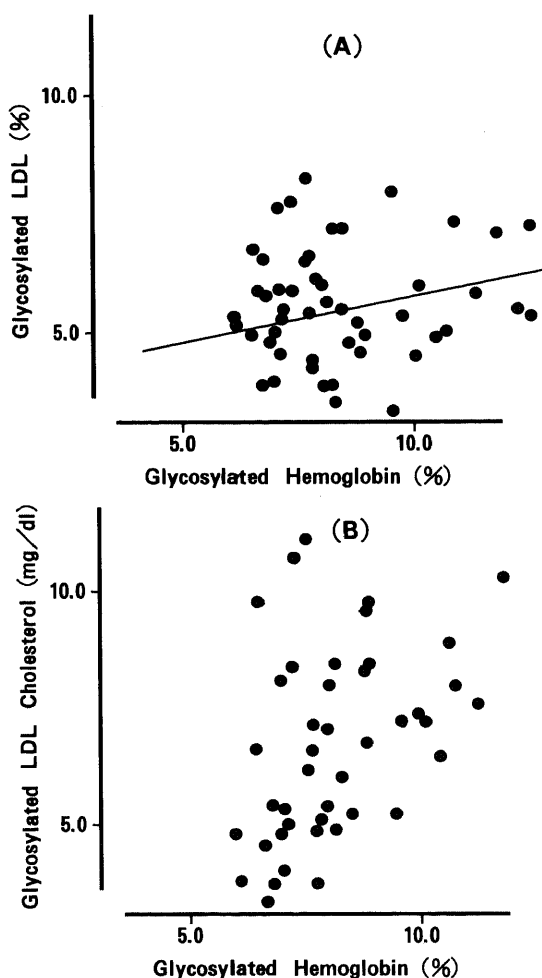 (A)
10.0
5.0
Glycosylated LDL (%)
5.0 10.0
Glycosylated Hemoglobin (%)
(B)
10.0
5.0
Glycosylated LDL Cholesterol (mg/dl)
5.0 10.0
Glycosylated Hemoglobin (%)